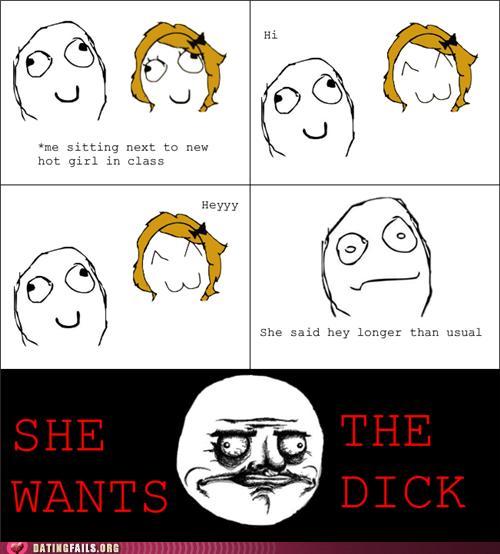 *me sitting next to new
hot girl in class
Hi
Heyyy
She said hey longer than usual
SHE THE
WANTS DICK
DATINGFAILS.ORG